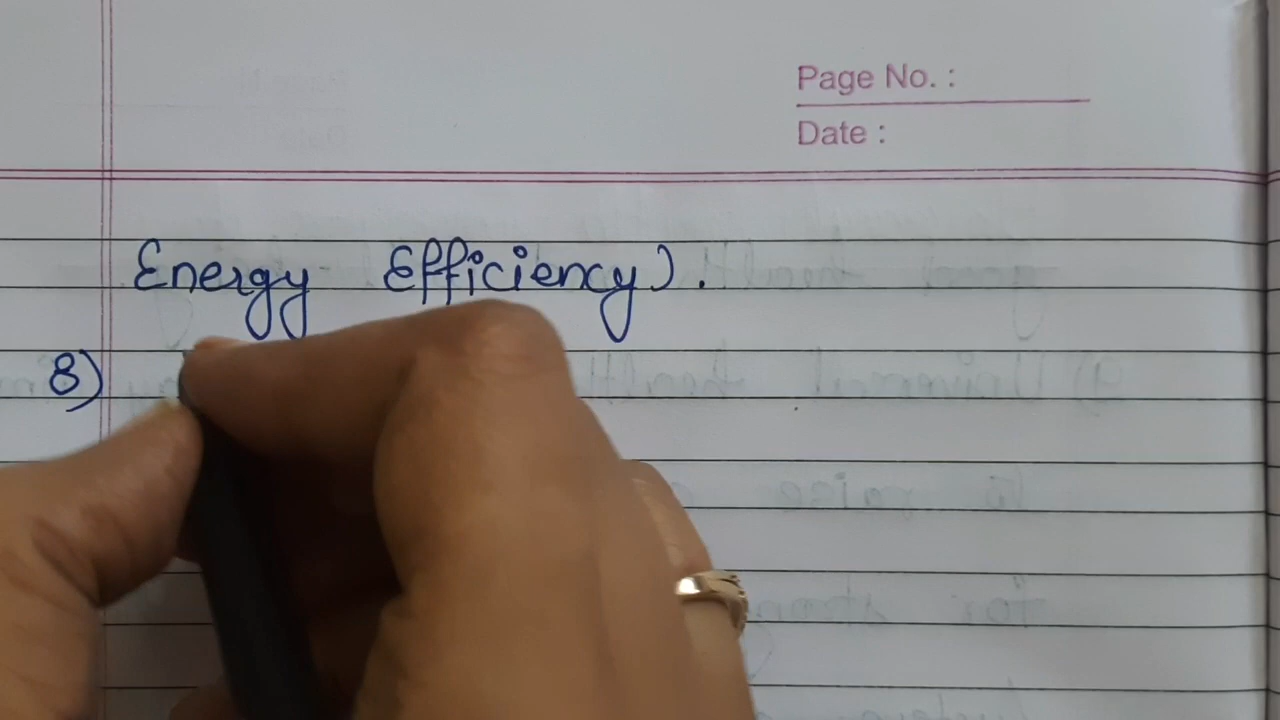 Page No. :
Date :
Energy Efficiency).
8)